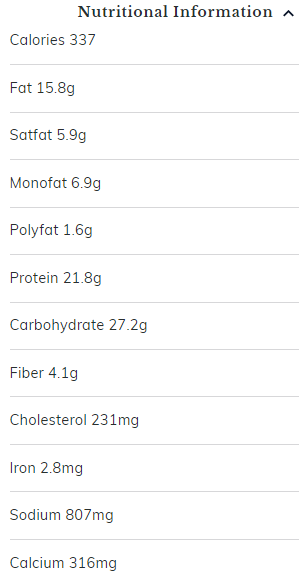 Nutritional Information
Calories 337
Fat 15.8g
Satfat 5.9g
Monofat 6.9g
Polyfat 1.6g
Protein 21.8g
Carbohydrate 27.2g
Fiber 4.1g
Cholesterol 231mg
Iron 2.8mg
Sodium 807mg
Calcium 316mg